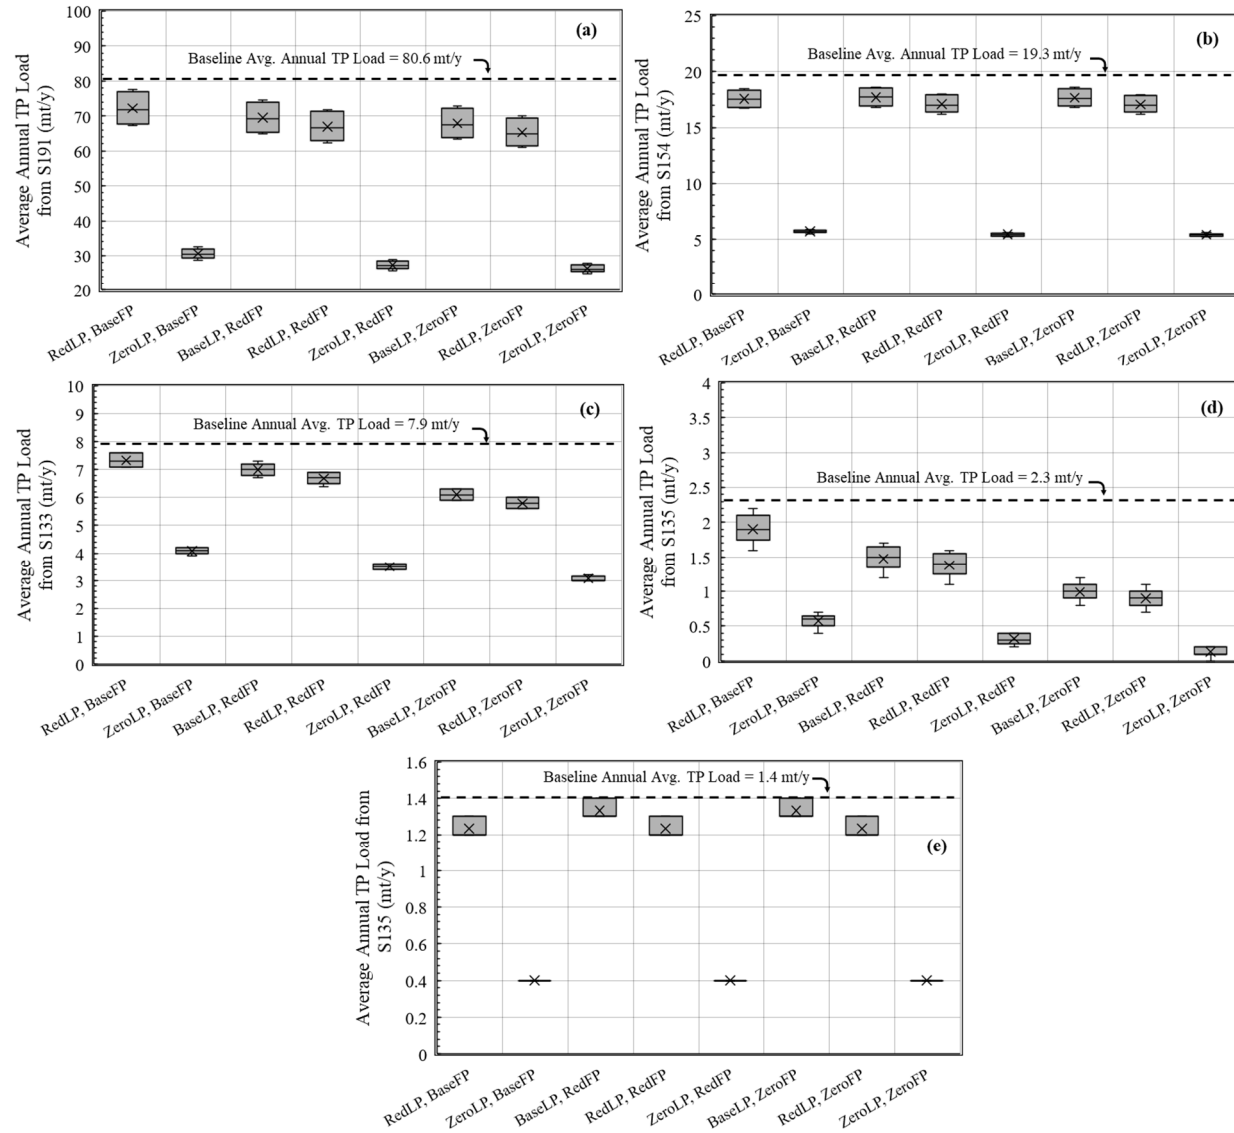 Average Annual TP Load
from S191 (mt/y)
100
90
80
70
60
50
40
30
20
(a)
Baseline Avg. Annual TP Load = 80.6 mt/y
RedLP, BaseFP
ZeroLP, BaseFP
BaseLP, RedFP
RedLP, RedFP
ZeroLP, RedFP
BaseLP, ZeroFP
RedLP, ZeroFP
ZeroLP, ZeroFP
Average Annual TP Load
from S154 (mt/y)
25
20
15
10
5
0
(b)
Baseline Avg. Annual TP Load = 19.3 mt/y
RedLP, BaseFP
ZeroLP, BaseFP
BaseLP, RedFP
RedLP, RedFP
ZeroLP, RedFP
BaseLP, ZeroFP
RedLP, ZeroFP
ZeroLP, ZeroFP
Average Annual TP Load
from S133 (mt/y)
10
9
8
7
6
5
4
3
2
1
0
(c)
Baseline Annual Avg. TP Load = 7.9 mt/y
RedLP, BaseFP
ZeroLP, BaseFP
BaseLP, RedFP
RedLP, RedFP
ZeroLP, RedFP
BaseLP, ZeroFP
RedLP, ZeroFP
ZeroLP, ZeroFP
Average Annual TP Load
from S135 (mt/y)
4
3.5
3
2.5
2
1.5
1
0.5
0
(d)
Baseline Annual Avg. TP Load = 2.3 mt/y
RedLP, BaseFP
ZeroLP, BaseFP
BaseLP, RedFP
RedLP, RedFP
ZeroLP, RedFP
BaseLP, ZeroFP
RedLP, ZeroFP
ZeroLP, ZeroFP
Average Annual TP Load from
S135 (mt/y)
1.6
1.4
1.2
1
0.8
0.6
0.4
0.2
0
Baseline Annual Avg. TP Load = 1.4 mt/y
(e)
RedLP, BaseFP
ZeroLP, BaseFP
BaseLP, RedFP
RedLP, RedFP
ZeroLP, RedFP
BaseLP, ZeroFP
RedLP, ZeroFP
ZeroLP, ZeroFP